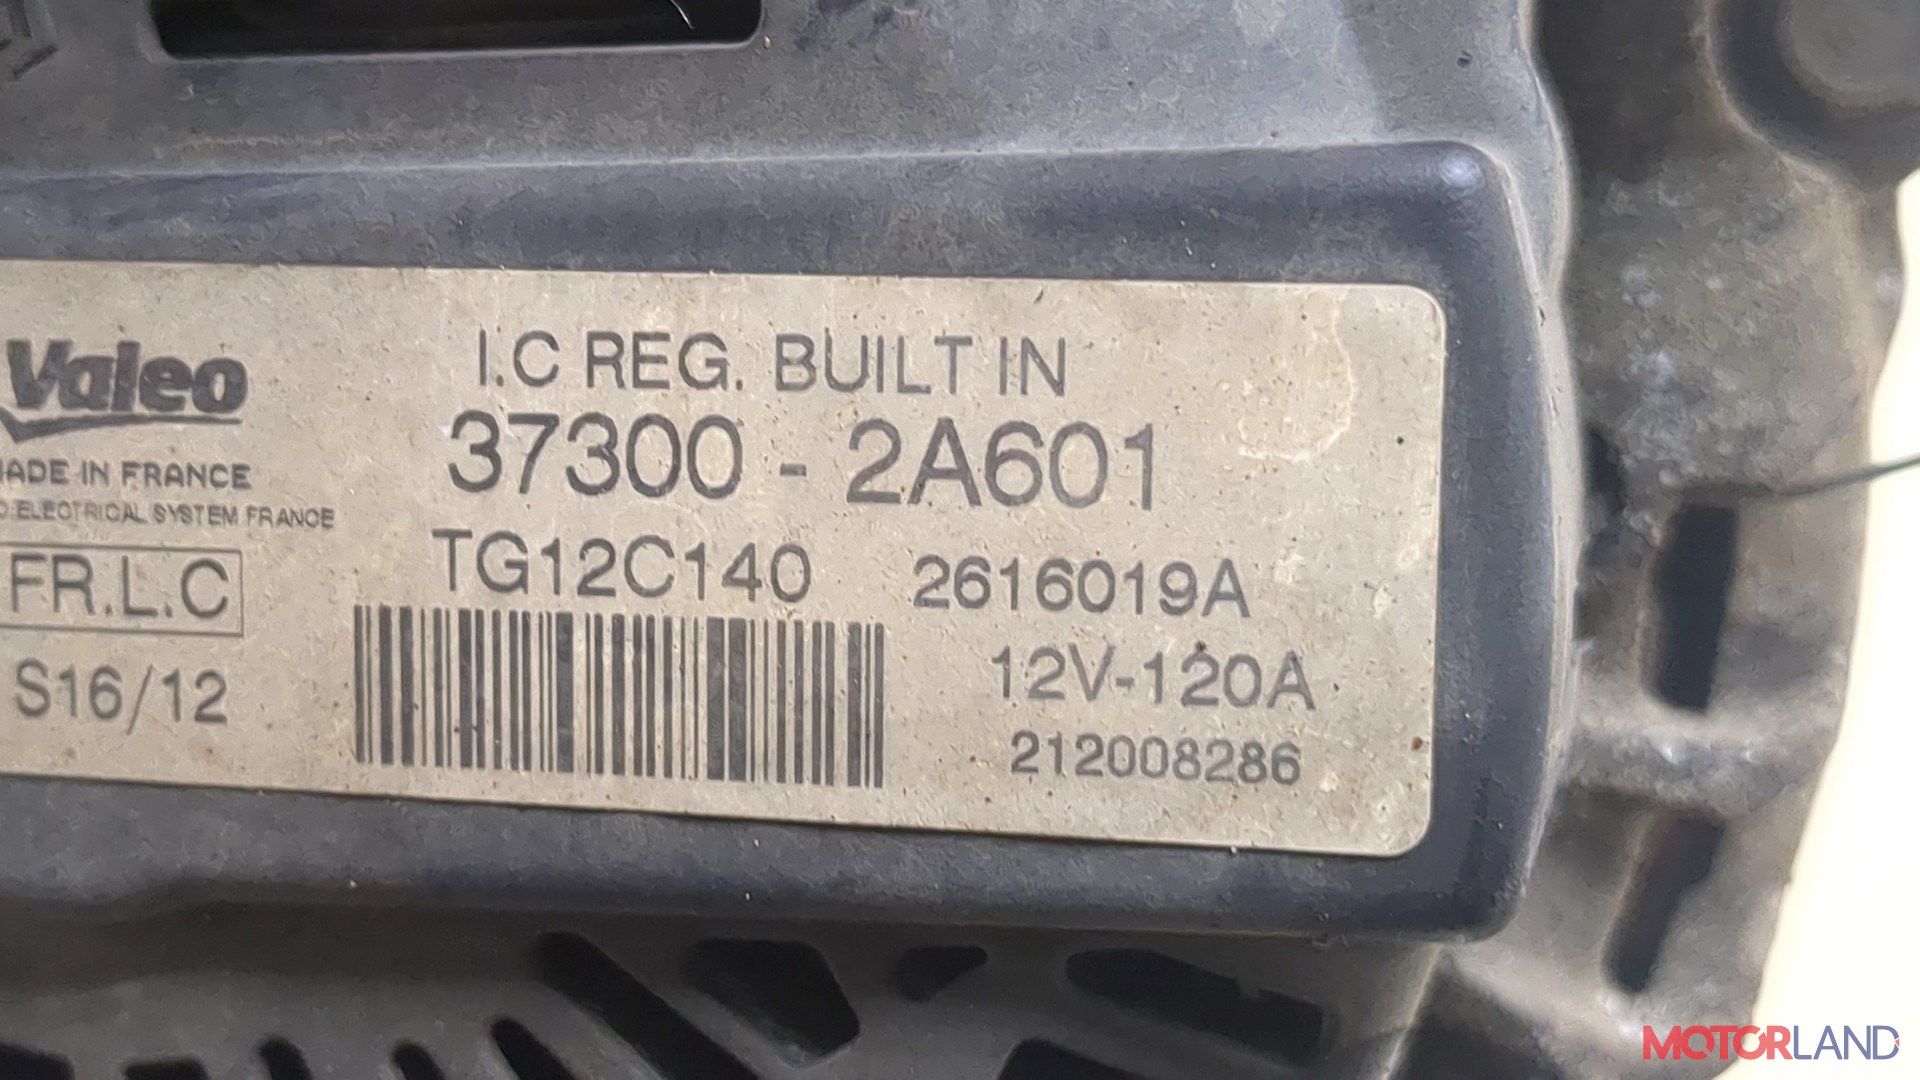 Valeo
MADE IN FRANCE
ELECTRICAL SYSTEM FRANCE
FR.L.C
S16/12
I.C REG. BUILT IN
37300 - 2A601
TG12C140 2616019A
12V-120A
212008286
MOTORLAND